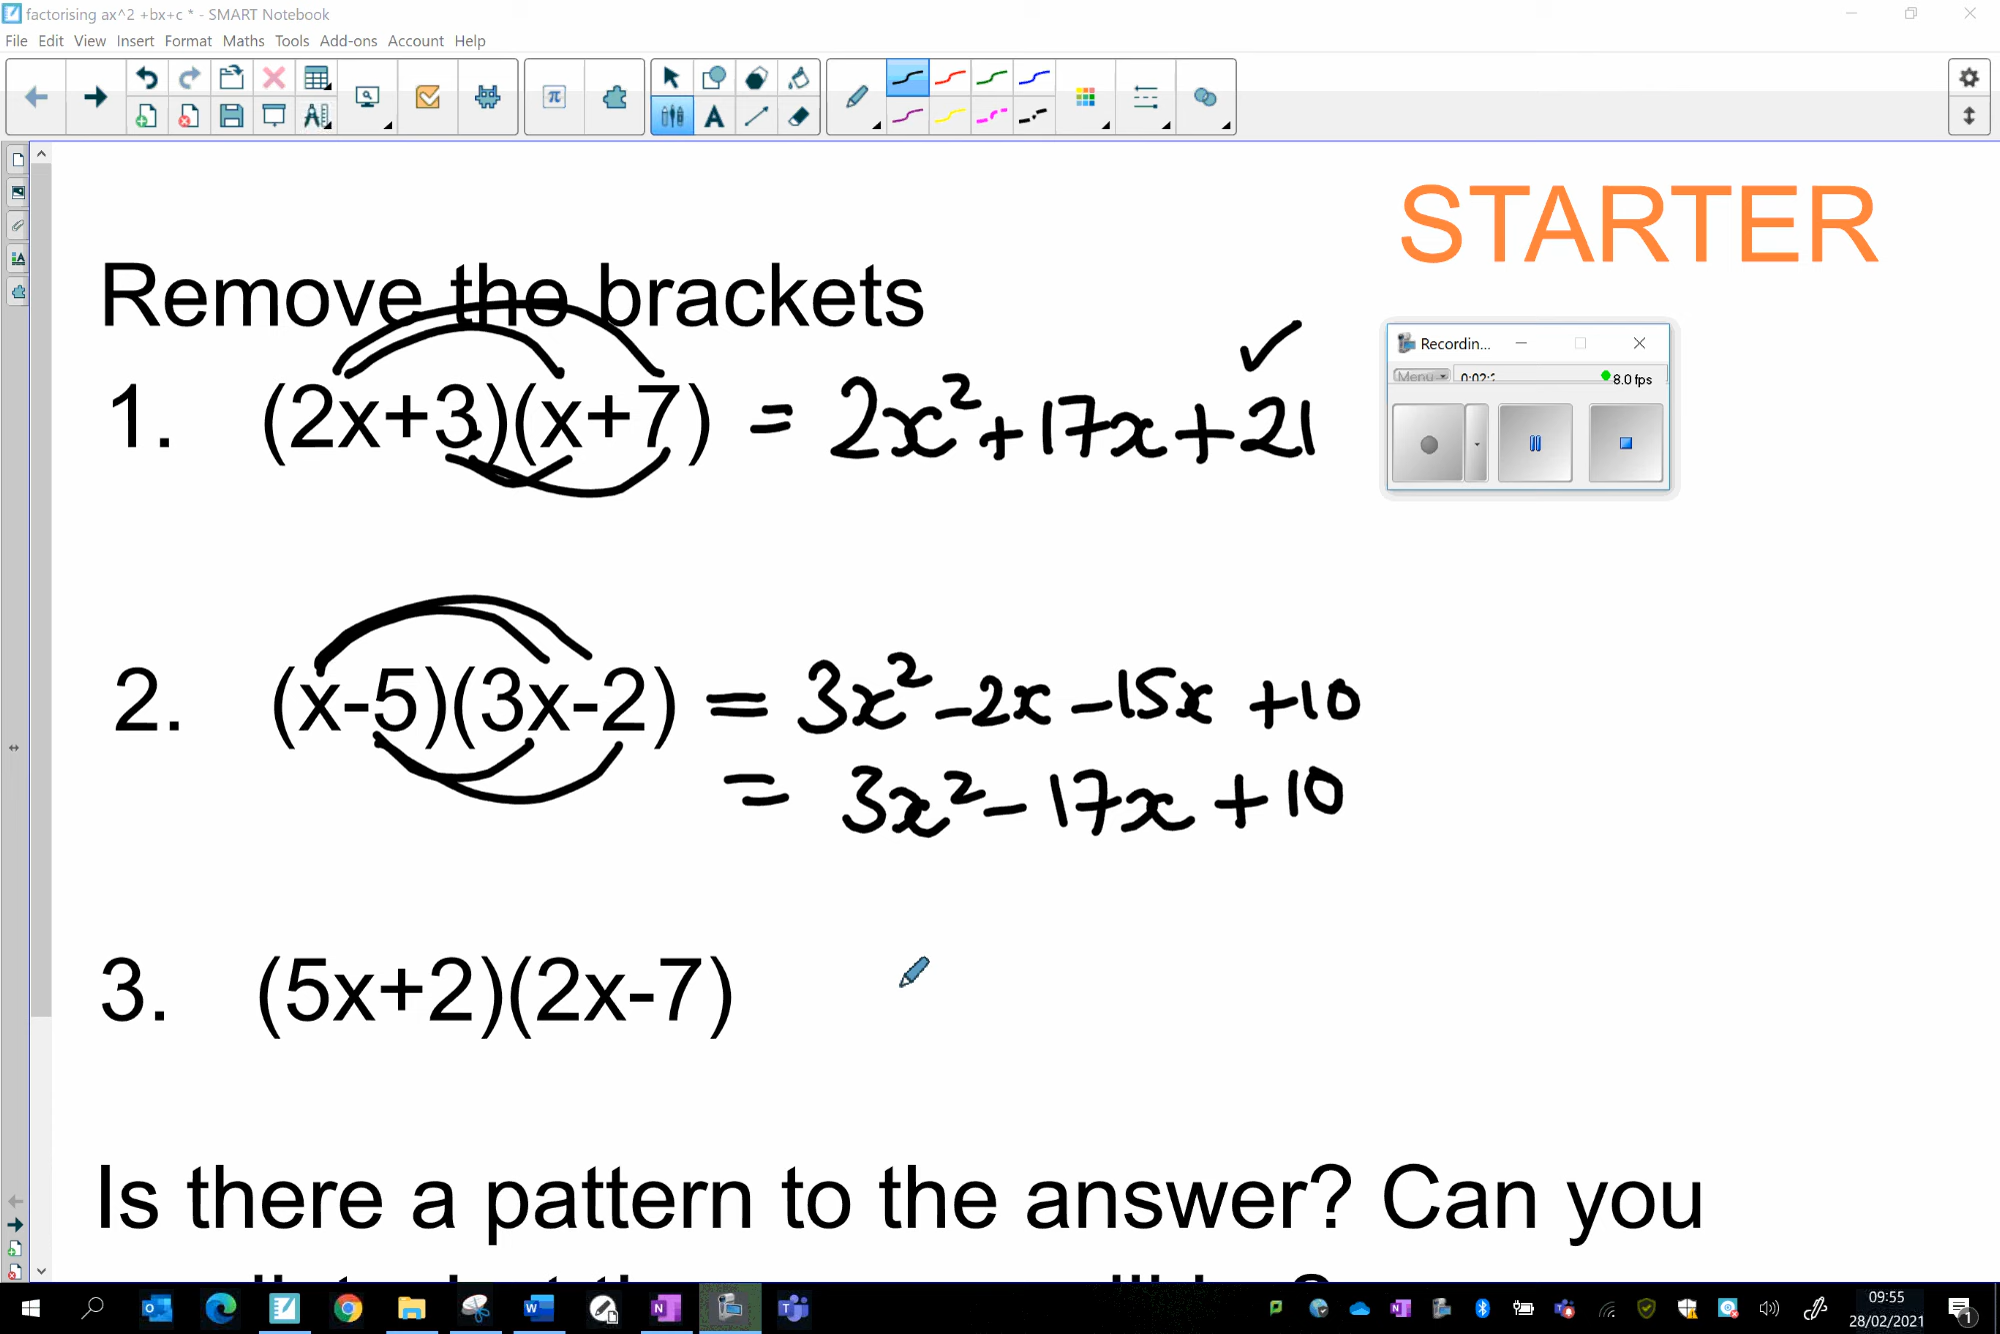 factorising ax^2 +bx+c * - SMART Notebook
File Edit View Insert Format Maths Tools Add-ons Account Help
STARTER
Remove the brackets
Recordin...
Menu
8.0 fps
1. (2x+3)(x+7) = 2x²+17x+21
2. (x-5)(3x-2) = 3x²-2x-15x+10
= 3x²-17x+10
3. (5x+2)(2x-7)
Is there a pattern to the answer? Can you
09:55
28/02/2021